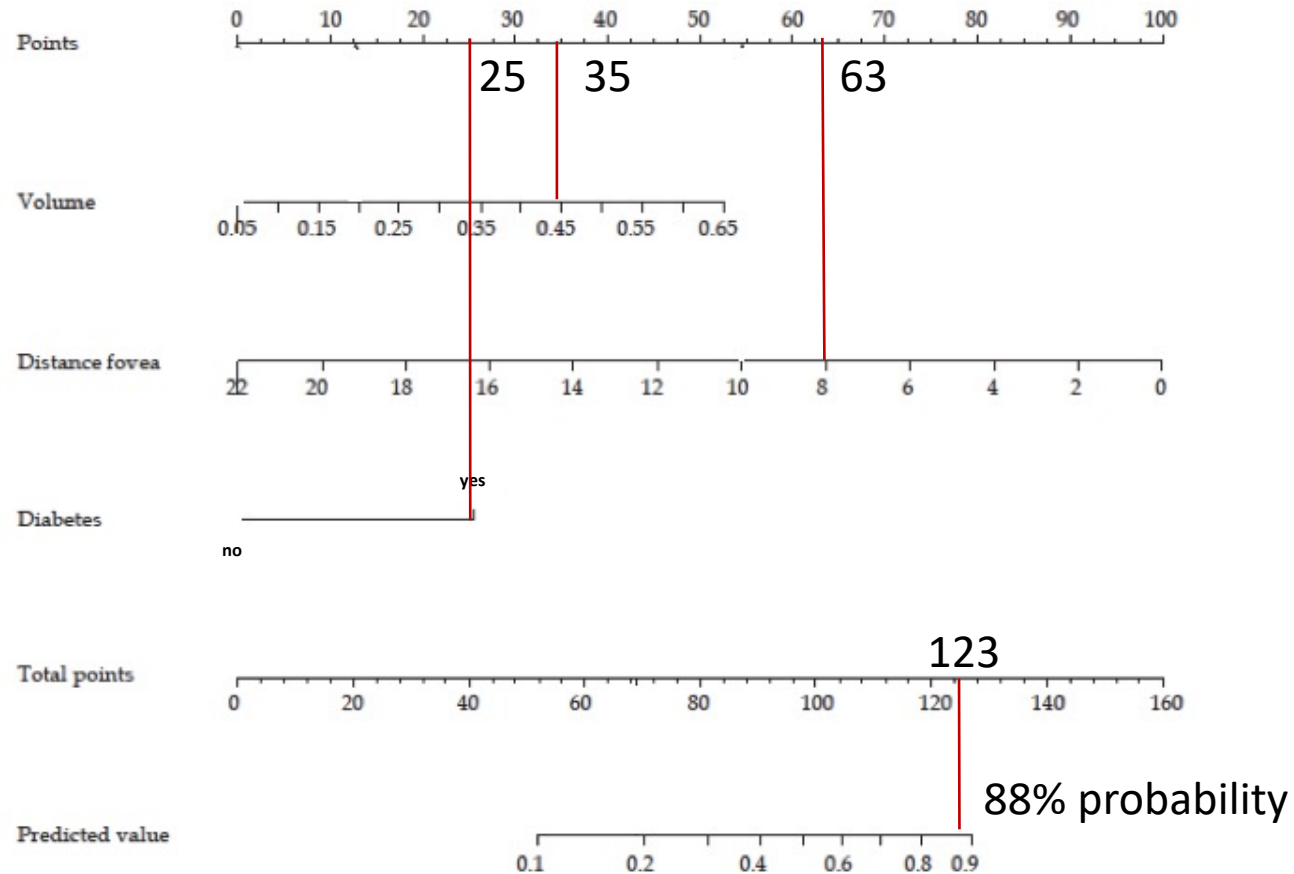 0 10 20 30 40 50 60 70 80 90 100
Points
25 35 63
Volume
0.05 0.15 0.25 0.35 0.45 0.55 0.65
Distance fovea
22 20 18 16 14 12 10 8 6 4 2 0
yes
Diabetes
no
123
Total points
0 20 40 60 80 100 120 140 160
88% probability
Predicted value
0.1 0.2 0.4 0.6 0.8 0.9